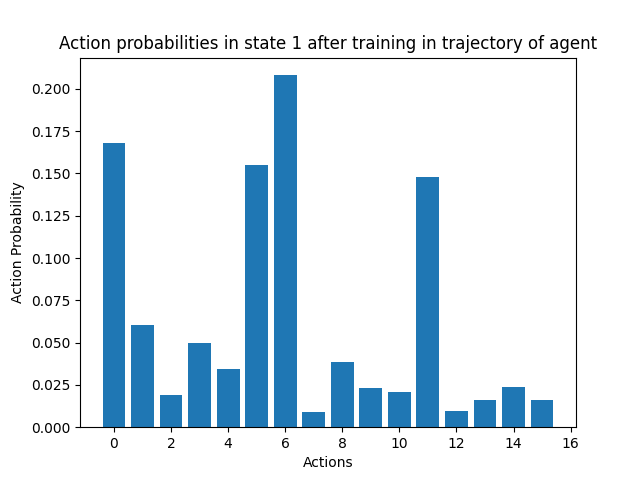 Action probabilities in state 1 after training in trajectory of agent
0.200
0.175
0.150
0.125
0.100
0.075
0.050
0.025
0.000
Action Probability
0 2 4 6 8 10 12 14 16
Actions